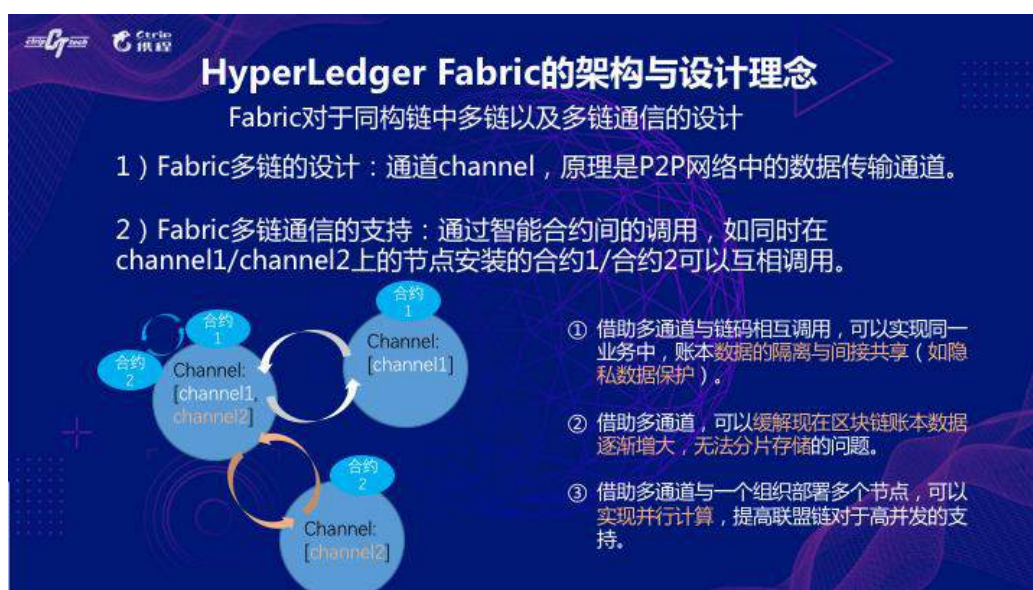 ctrip tech
Ctrip
携程
HyperLedger Fabric的架构与设计理念
Fabric对于同构链中多链以及多链通信的设计
1）Fabric多链的设计：通道channel，原理是P2P网络中的数据传输通道。
2）Fabric多链通信的支持：通过智能合约间的调用，如同时在
channel1/channel2上的节点安装的合约1/合约2可以互相调用。
合约
1
合约
2
Channel:
[channel1,
channel2]
合约
1
Channel:
[channel1]
合约
2
Channel:
[channel2]
① 借助多通道与链码相互调用，可以实现同一
业务中，账本数据的隔离与间接共享（如隐
私数据保护）。
② 借助多通道，可以缓解现在区块链账本数据
逐渐增大，无法分片存储的问题。
③ 借助多通道与一个组织部署多个节点，可以
实现并行计算，提高联盟链对于高并发的支
持。